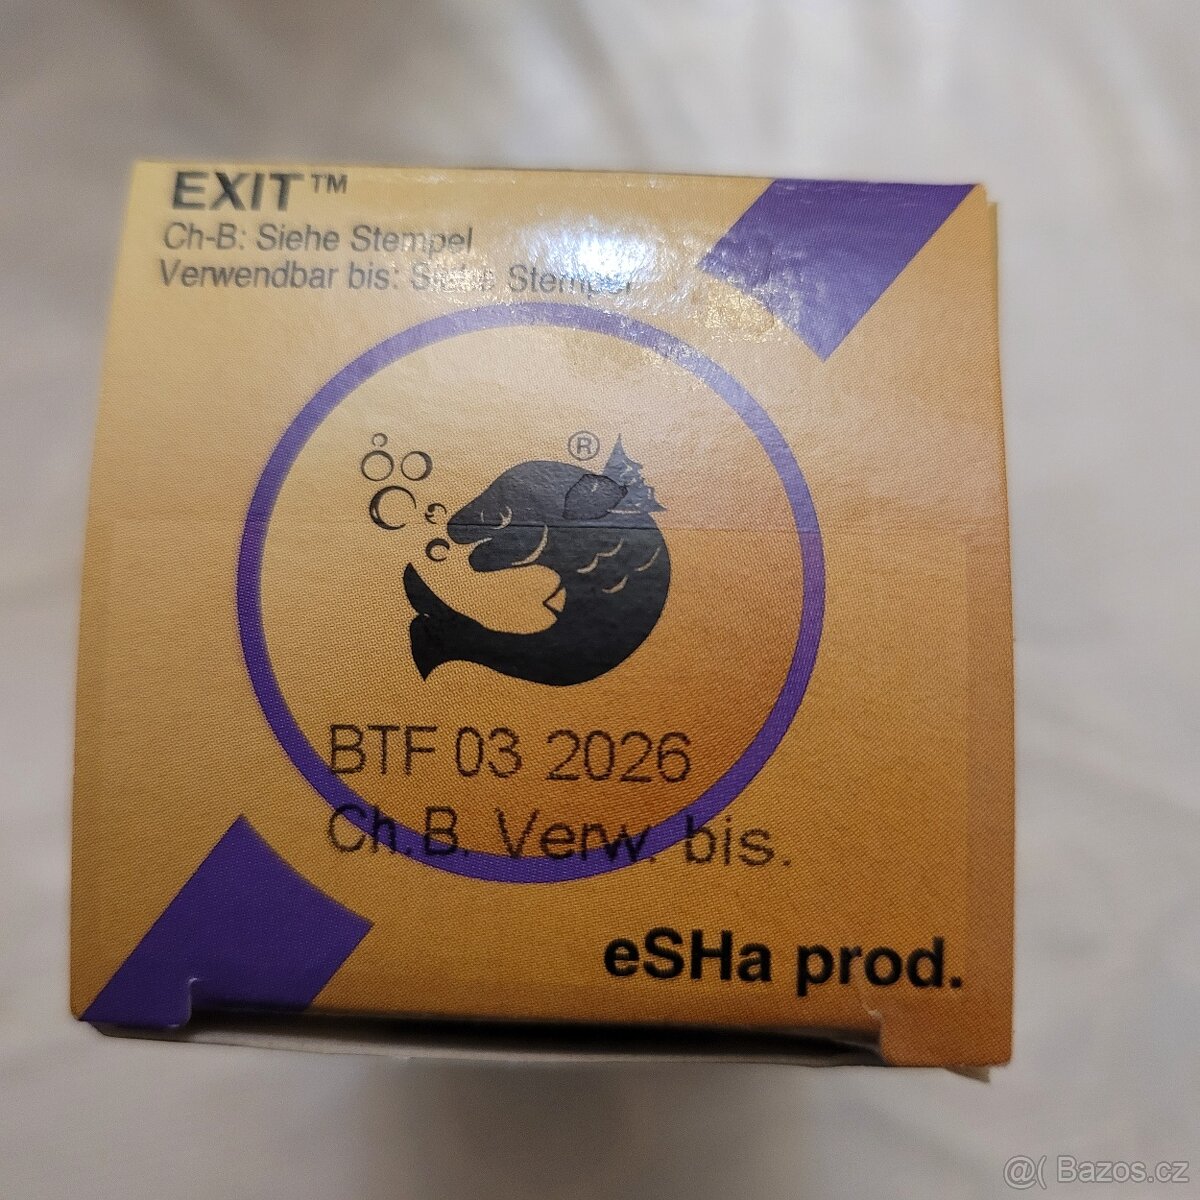 EXIT™
Ch-B: Siehe Stempel
Verwendbar bis: Siehe Stempel
®
BTF 03 2026
Ch.B. Verw. bis.
eSHa prod.
@( Bazos.cz